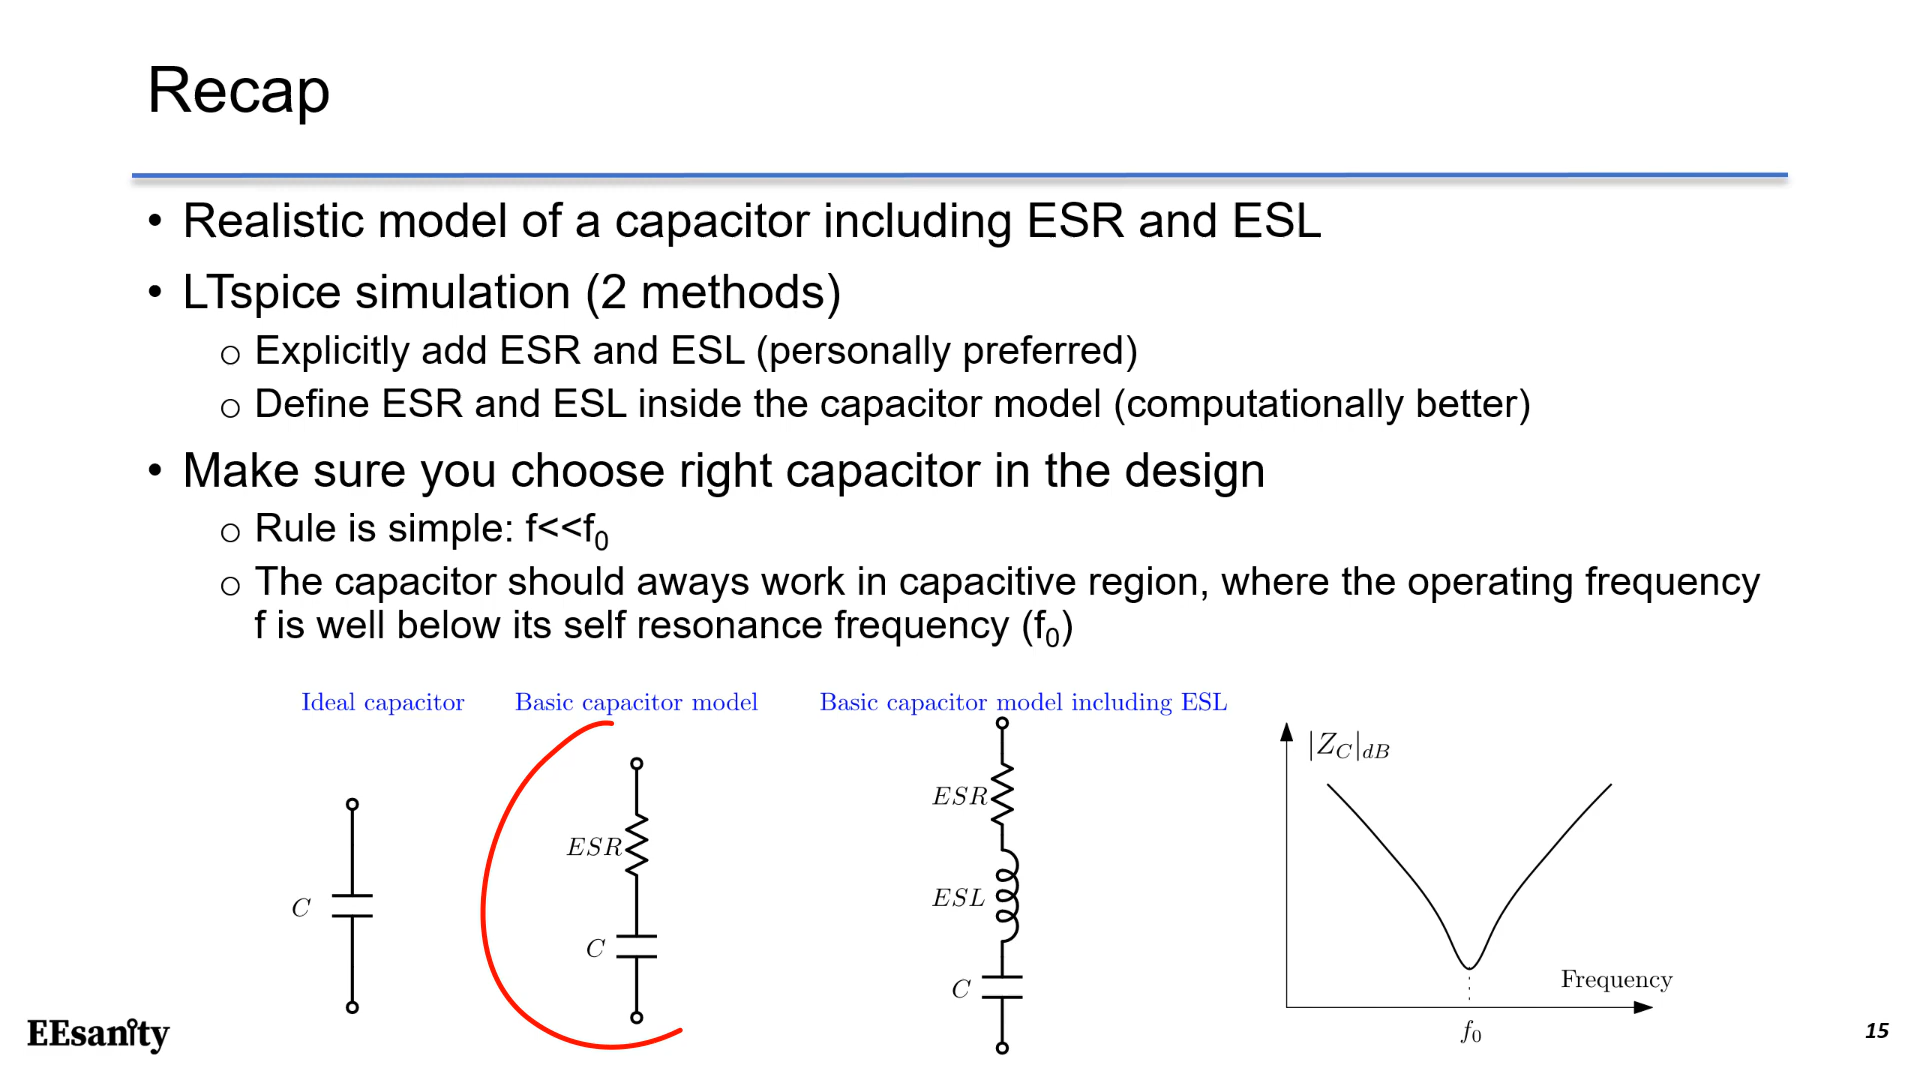 Recap
• Realistic model of a capacitor including ESR and ESL
• LTspice simulation (2 methods)
o Explicitly add ESR and ESL (personally preferred)
o Define ESR and ESL inside the capacitor model (computationally better)
• Make sure you choose right capacitor in the design
o Rule is simple: f<<f0
o The capacitor should aways work in capacitive region, where the operating frequency
f is well below its self resonance frequency (f0)
Ideal capacitor
C
Basic capacitor model
ESR
C
Basic capacitor model including ESL
ESR
ESL
C
|ZC|dB
Frequency
f0
EEsanity
15